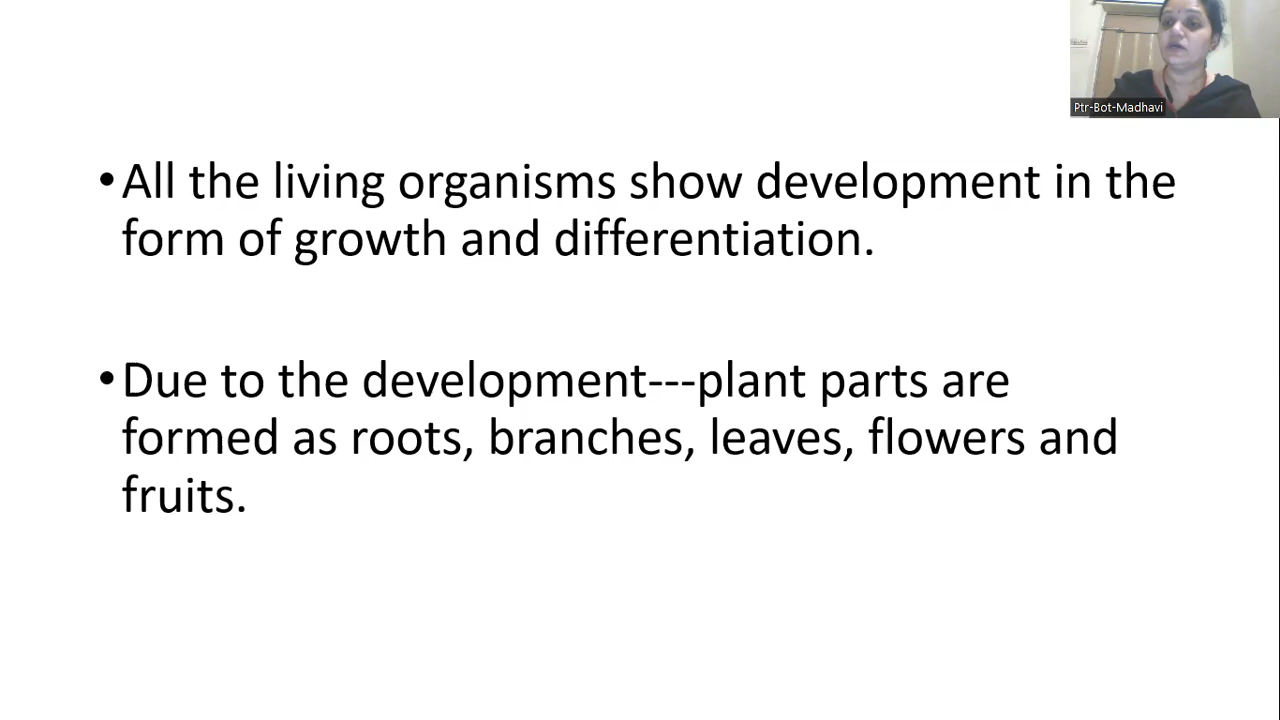 Ptr-Bot-Madhavi
•All the living organisms show development in the
form of growth and differentiation.
•Due to the development---plant parts are
formed as roots, branches, leaves, flowers and
fruits.